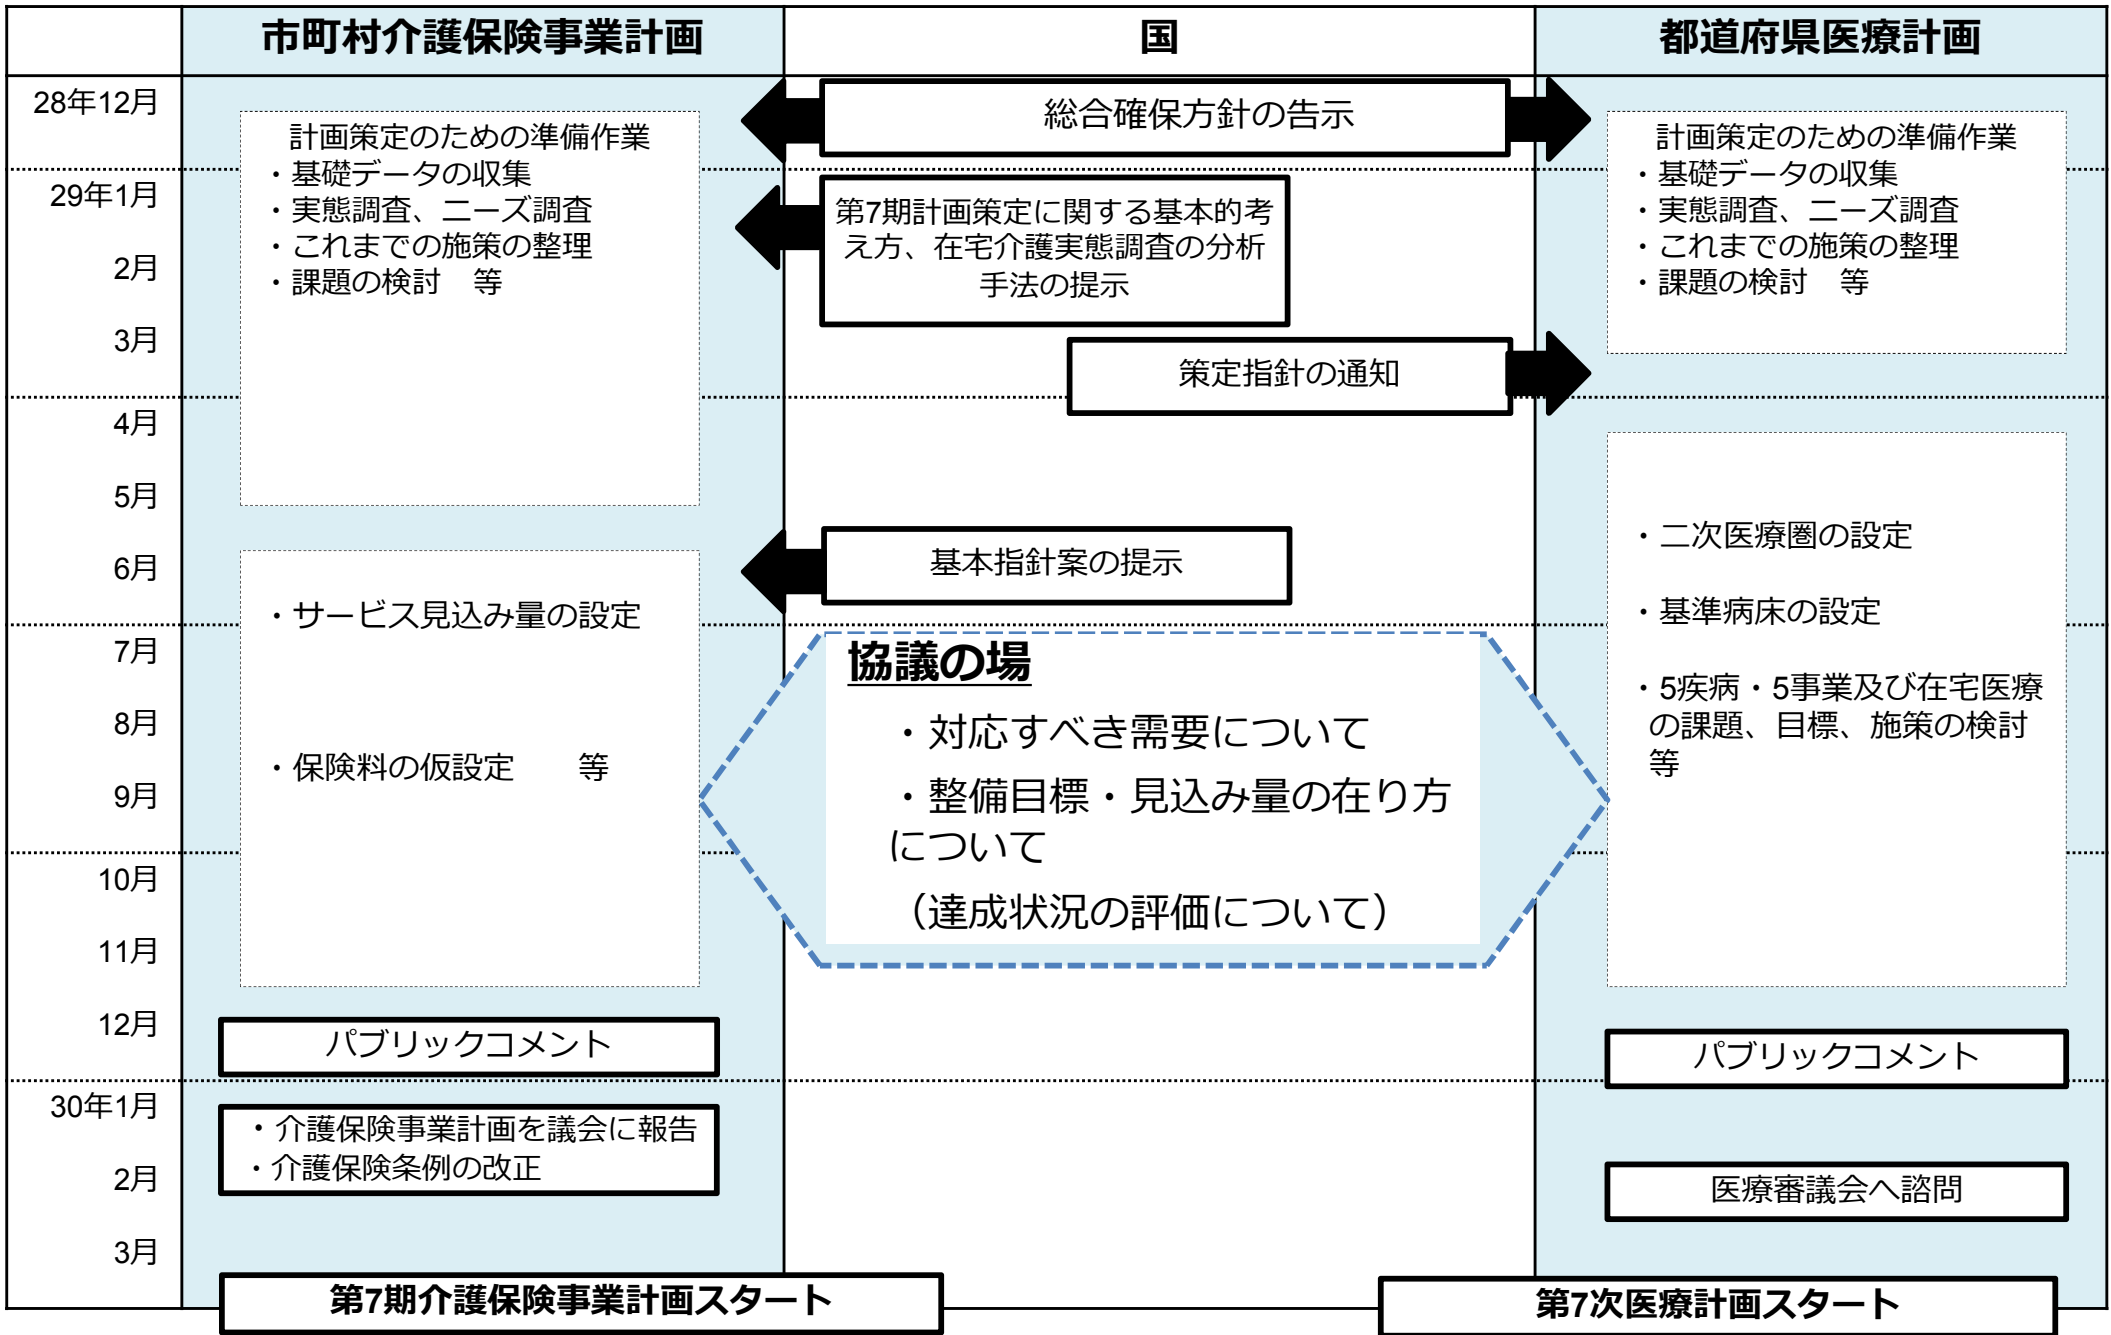 市町村介護保険事業計画
国
都道府県医療計画
28年12月
29年1月
2月
3月
4月
5月
6月
7月
8月
9月
10月
11月
12月
30年1月
2月
3月
計画策定のための準備作業
・基礎データの収集
・実態調査、ニーズ調査
・これまでの施策の整理
・課題の検討　等
・サービス見込み量の設定
・保険料の仮設定　　等
パブリックコメント
・介護保険事業計画を議会に報告
・介護保険条例の改正
第7期介護保険事業計画スタート
総合確保方針の告示
第7期計画策定に関する基本的考
え方、在宅介護実態調査の分析
手法の提示
策定指針の通知
基本指針案の提示
協議の場
・対応すべき需要について
・整備目標・見込み量の在り方
について
（達成状況の評価について）
計画策定のための準備作業
・基礎データの収集
・実態調査、ニーズ調査
・これまでの施策の整理
・課題の検討　等
・二次医療圏の設定
・基準病床の設定
・5疾病・5事業及び在宅医療
の課題、目標、施策の検討
等
パブリックコメント
医療審議会へ諮問
第7次医療計画スタート